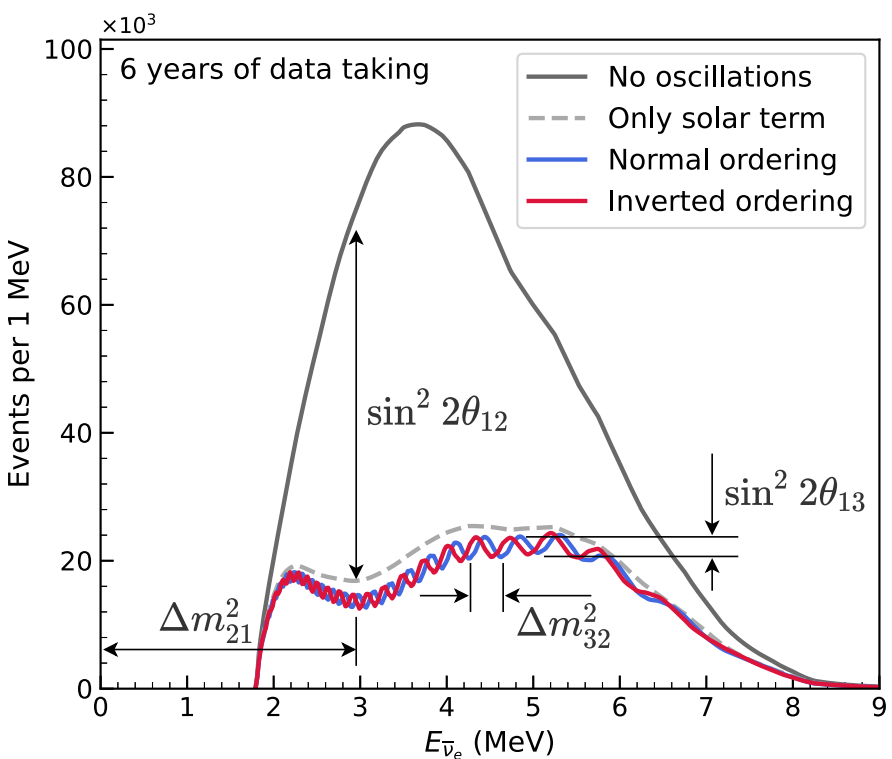 ×10³
100
80
60
40
20
0
Events per 1 MeV
6 years of data taking
No oscillations
Only solar term
Normal ordering
Inverted ordering
sin² 2θ₁₂
sin² 2θ₁₃
Δm²₂₁
Δm²₃₂
0 1 2 3 4 5 6 7 8 9
E_ν̅ₑ (MeV)